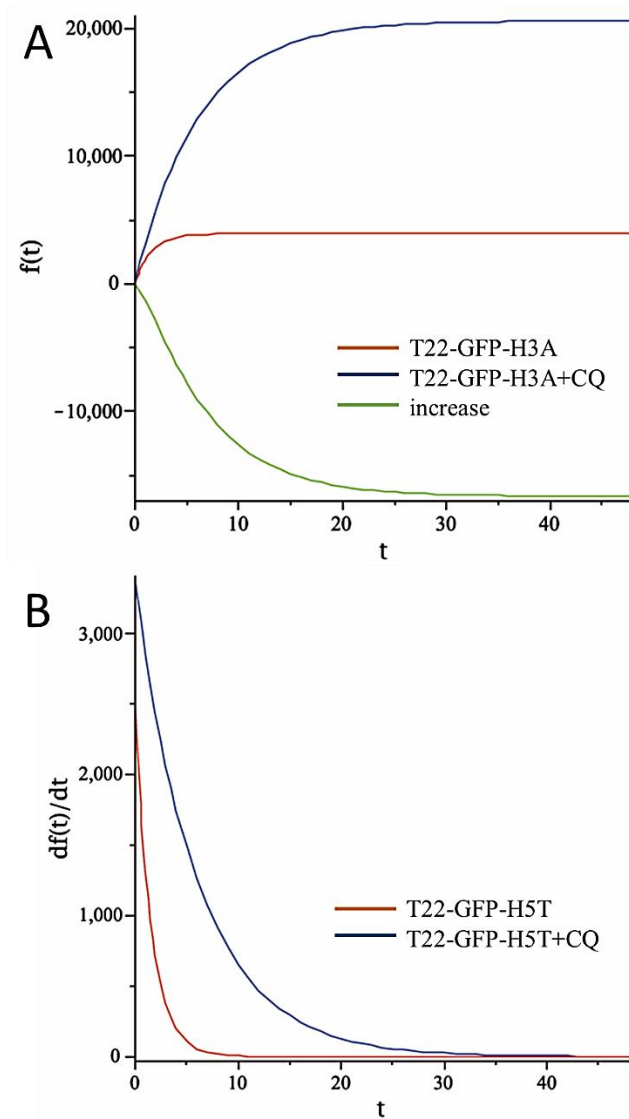 A
20,000
10,000
0
−10,000
f(t)
T22-GFP-H3A
T22-GFP-H3A+CQ
increase
0
10
20
30
40
t
B
3,000
2,000
1,000
0
df(t)/dt
T22-GFP-H5T
T22-GFP-H5T+CQ
0
10
20
30
40
t